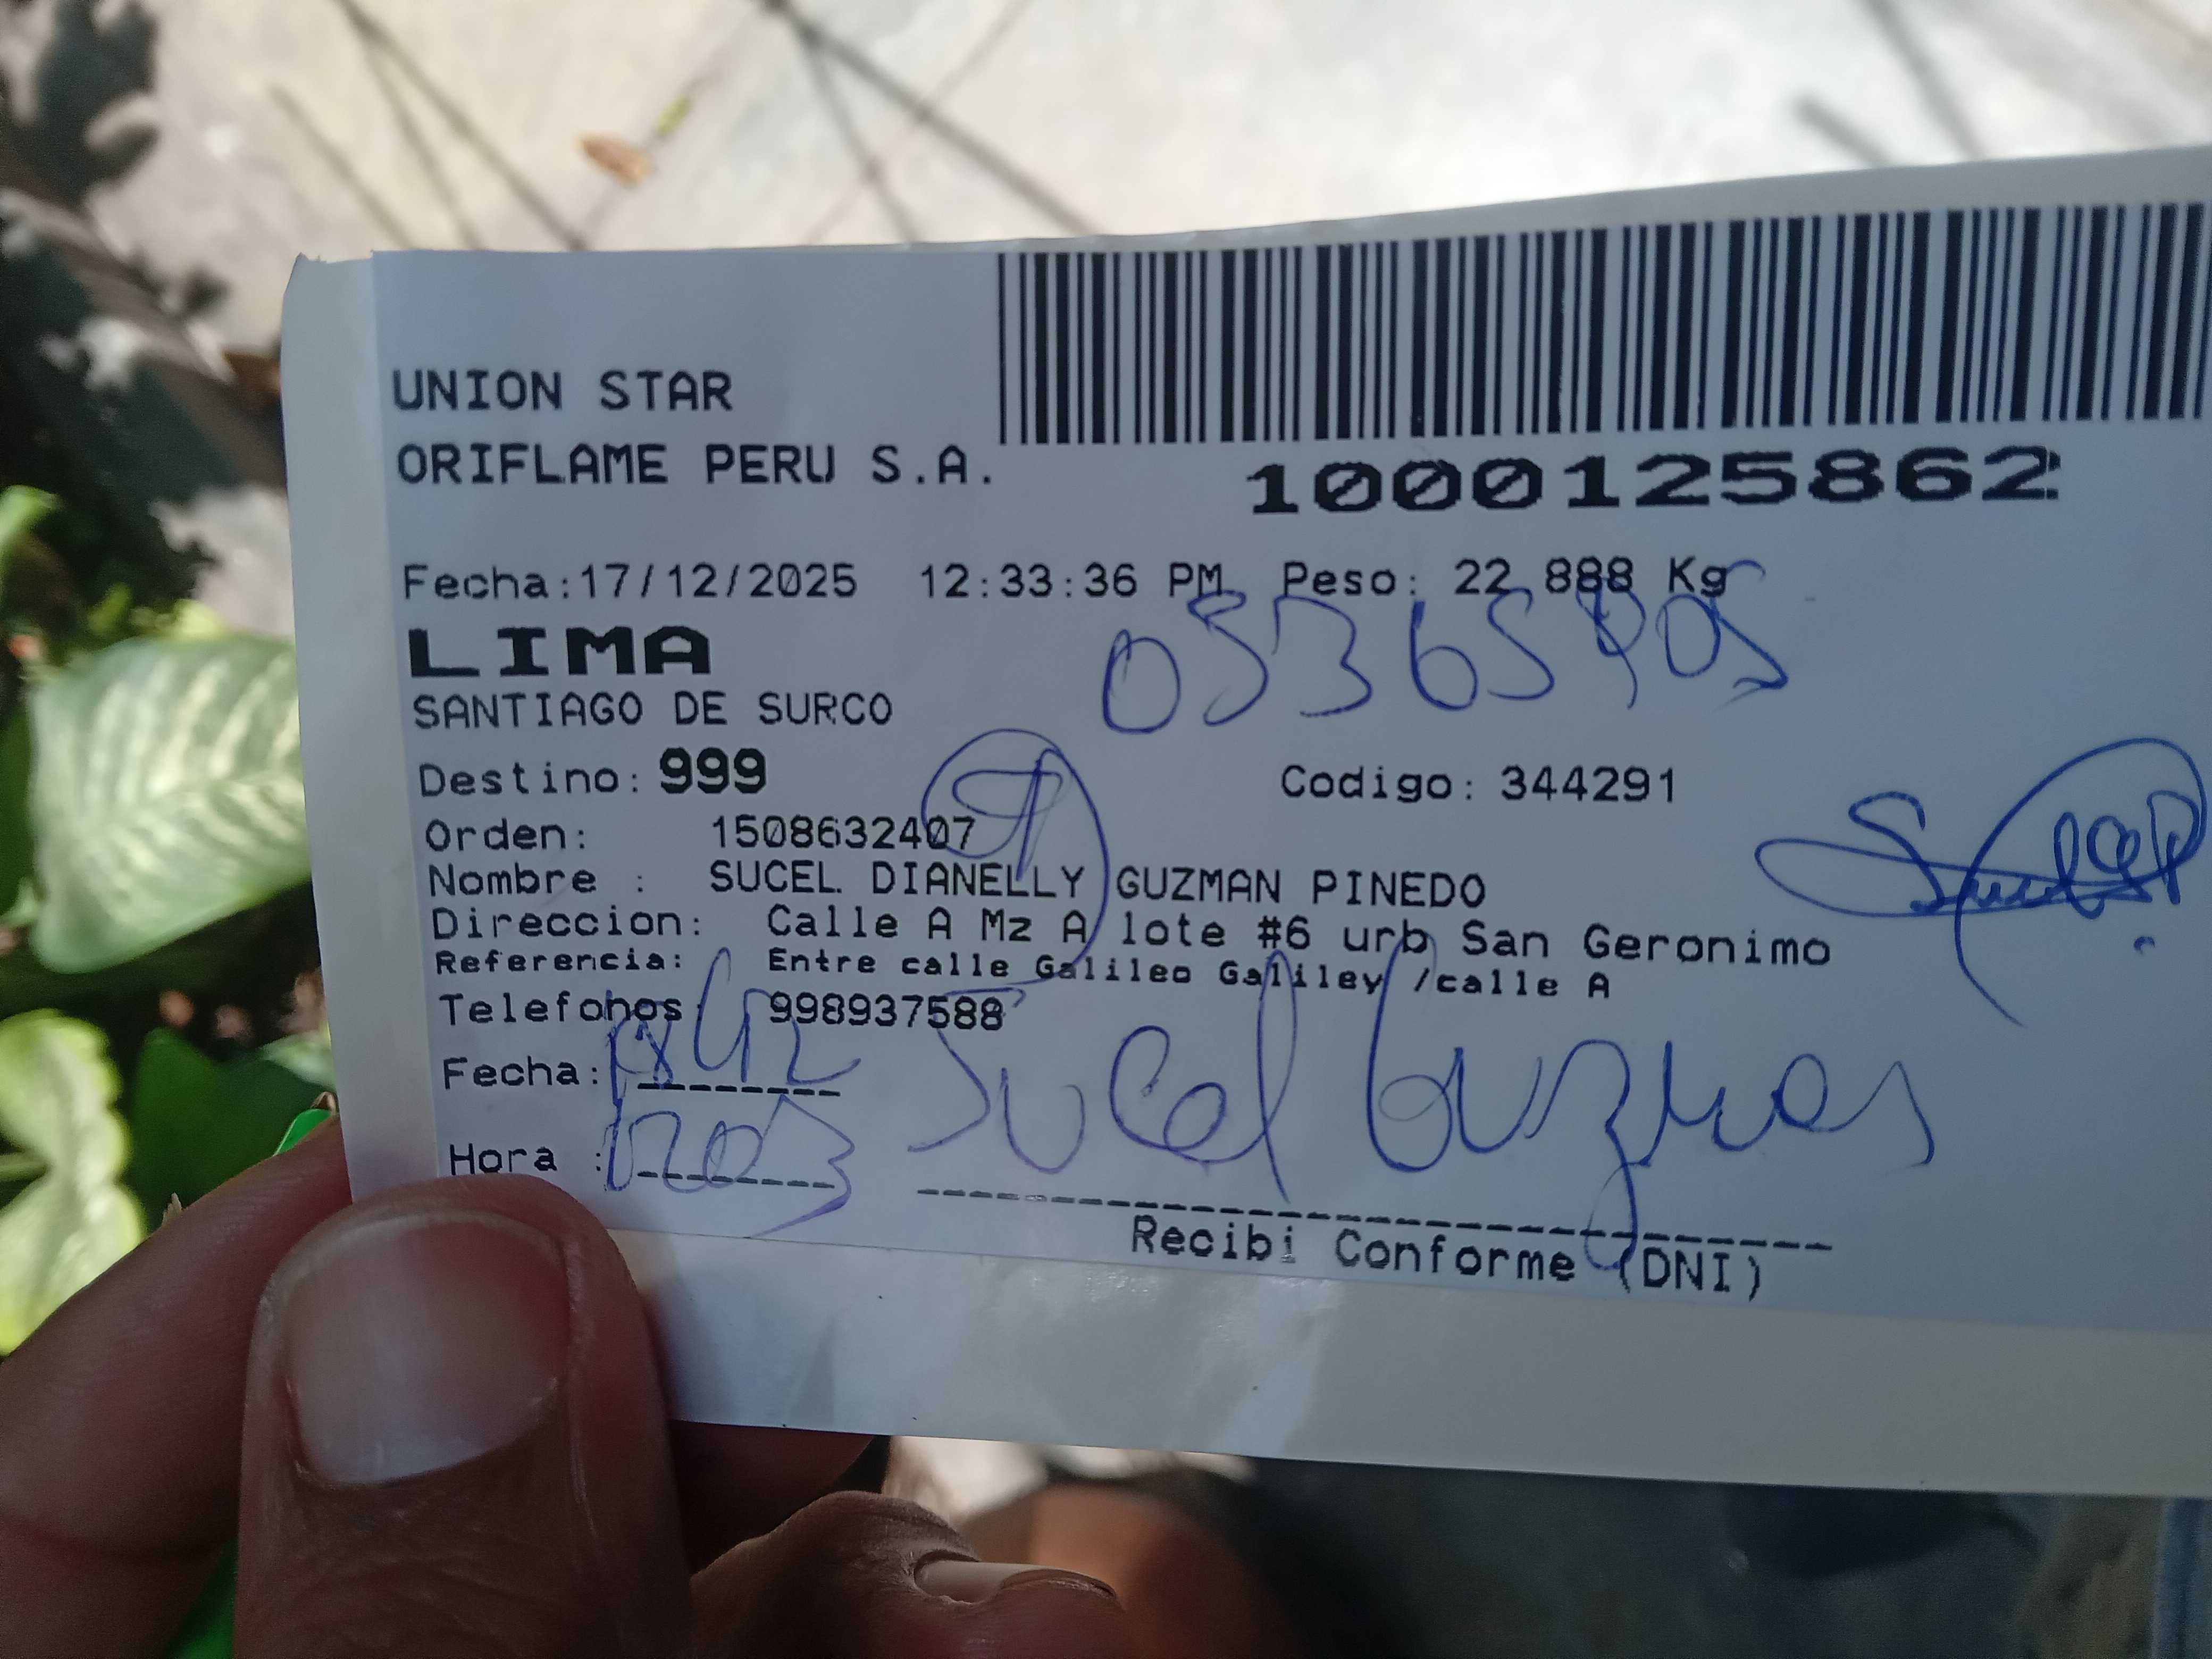 UNION STAR
ORIFLAME PERU S.A.
1000125862
Fecha:17/12/2025 12:33:36 PM Peso: 22,888 Kg
LIMA
SANTIAGO DE SURCO
Destino: 999 Codigo: 344291
Orden: 1508632407
Nombre : SUCEL DIANELLY GUZMAN PINEDO
Direccion: Calle A Mz A lote #6 urb San Geronimo
Referencia: Entre calle Galileo Galiley /calle A
Telefonos: 998937588
Fecha:
Sucel Guzman
Hora :
Recibi Conforme (DNI)